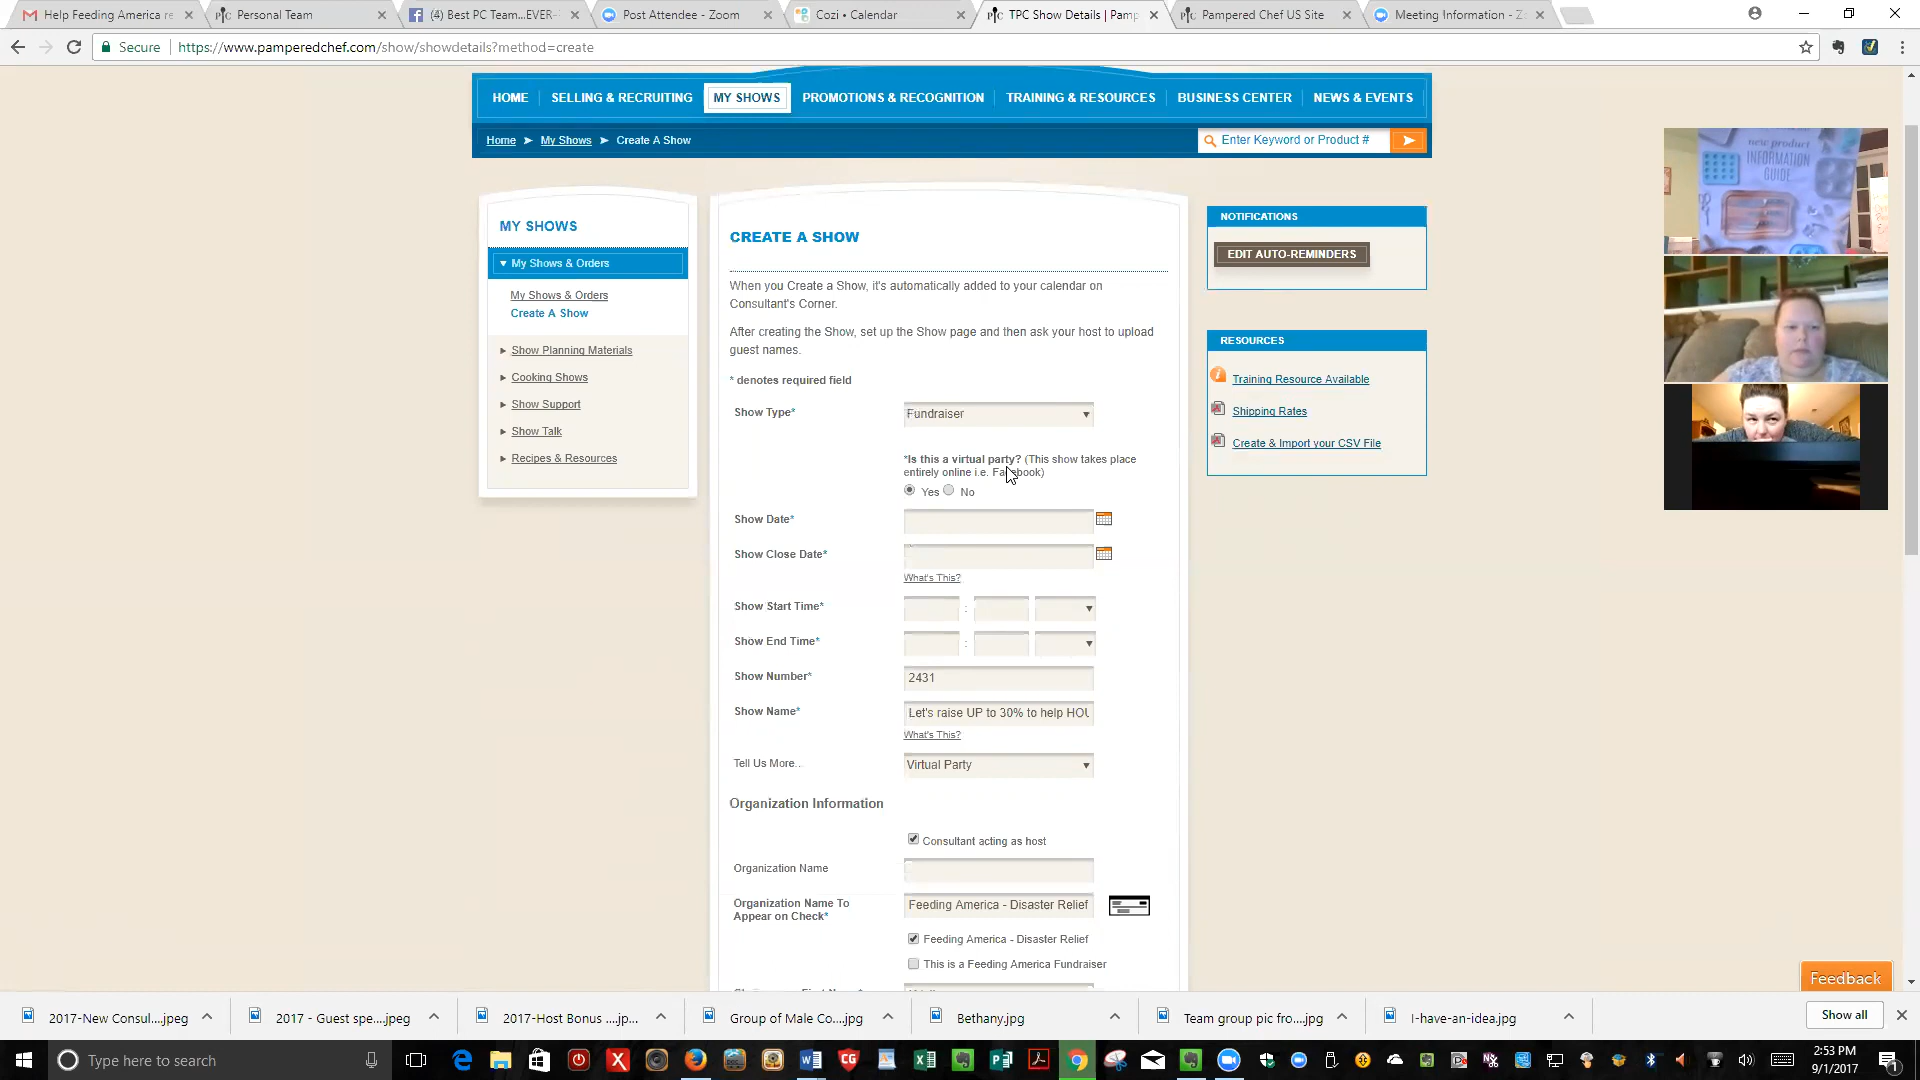 Help Feeding America re
Personal Team
(4) Best PC Team...EVER-
Post Attendee - Zoom
Cozi • Calendar
TPC Show Details | Pamp
Pampered Chef US Site
Meeting Information - Z
Secure
https://www.pamperedchef.com/show/showdetails?method=create
HOME
SELLING & RECRUITING
MY SHOWS
PROMOTIONS & RECOGNITION
TRAINING & RESOURCES
BUSINESS CENTER
NEWS & EVENTS
Home
My Shows
Create A Show
Enter Keyword or Product #
MY SHOWS
My Shows & Orders
My Shows & Orders
Create A Show
Show Planning Materials
Cooking Shows
Show Support
Show Talk
Recipes & Resources
CREATE A SHOW
When you Create a Show, it's automatically added to your calendar on
Consultant's Corner.
After creating the Show, set up the Show page and then ask your host to upload
guest names.
* denotes required field
Show Type*
Fundraiser
*Is this a virtual party? (This show takes place
entirely online i.e. Facebook)
Yes
No
Show Date*
Show Close Date*
What's This?
Show Start Time*
:
Show End Time*
:
Show Number*
2431
Show Name*
Let's raise UP to 30% to help HOU
What's This?
Tell Us More...
Virtual Party
Organization Information
Consultant acting as host
Organization Name
Organization Name To
Appear on Check*
Feeding America - Disaster Relief
Feeding America - Disaster Relief
This is a Feeding America Fundraiser
NOTIFICATIONS
EDIT AUTO-REMINDERS
RESOURCES
Training Resource Available
Shipping Rates
Create & Import your CSV File
new product
INFORMATION
GUIDE
Feedback
2017-New Consul....jpeg
2017 - Guest spe....jpeg
2017-Host Bonus ....jp...
Group of Male Co....jpg
Bethany.jpg
Team group pic fro....jpg
I-have-an-idea.jpg
Show all
Type here to search
2:53 PM
9/1/2017